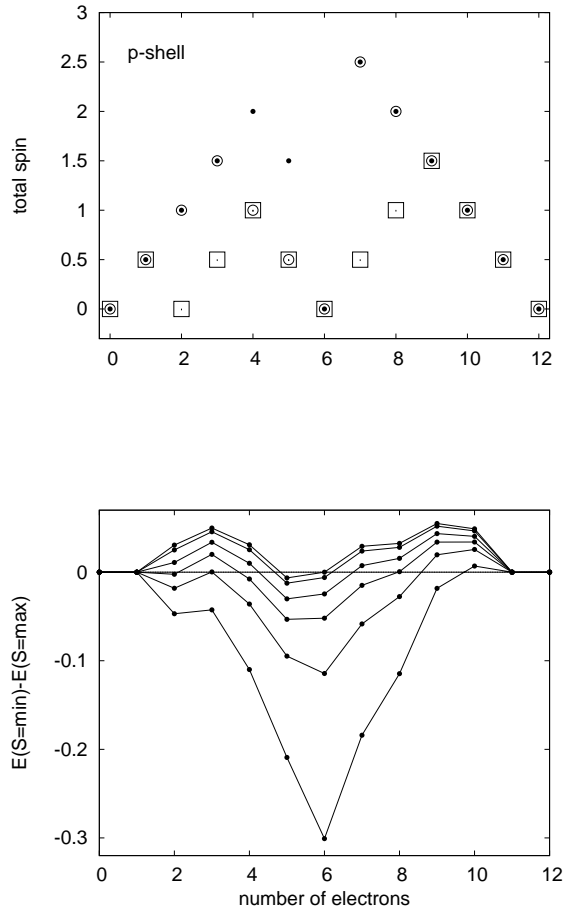 3
p-shell
2.5
2
total spin
1.5
1
0.5
0
0 2 4 6 8 10 12
0
E(S=min)-E(S=max)
-0.1
-0.2
-0.3
0 2 4 6 8 10 12
number of electrons